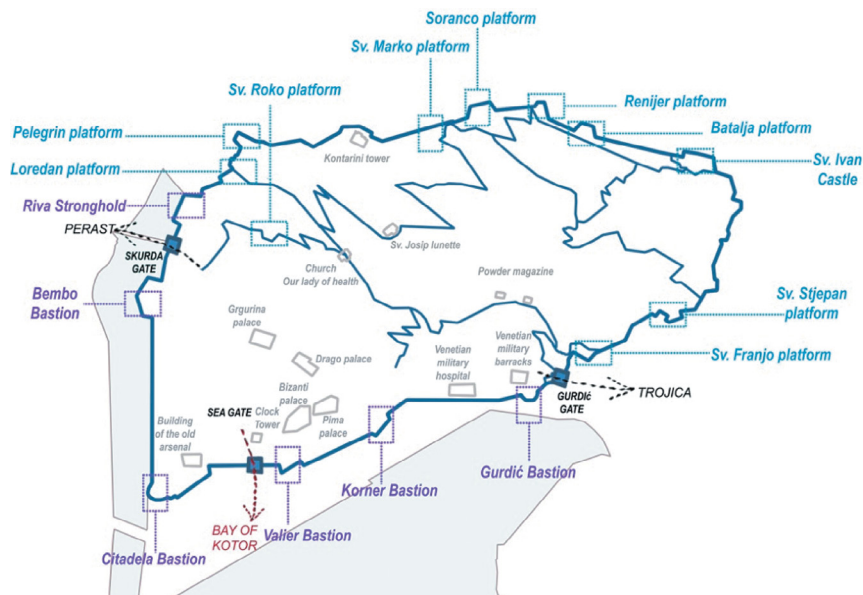 Soranco platform
Sv. Marko platform
Sv. Roko platform
Renijer platform
Pelegrin platform
Batalja platform
Kontarini tower
Loredan platform
Sv. Ivan
Castle
Riva Stronghold
PERAST
SKURDA
GATE
Sv. Josip lunette
Church
Our lady of health
Powder magazine
Bembo
Bastion
Sv. Stjepan
platform
Grgurina
palace
Venetian
military
barracks
Drago palace
Venetian
military
hospital
Sv. Franjo platform
Bizanti
palace
TROJICA
GURDIć
GATE
SEA GATE
Clock
Tower
Pima
palace
Building
of the old
arsenal
Gurdić Bastion
Korner Bastion
BAY OF
KOTOR
Valier Bastion
Citadela Bastion